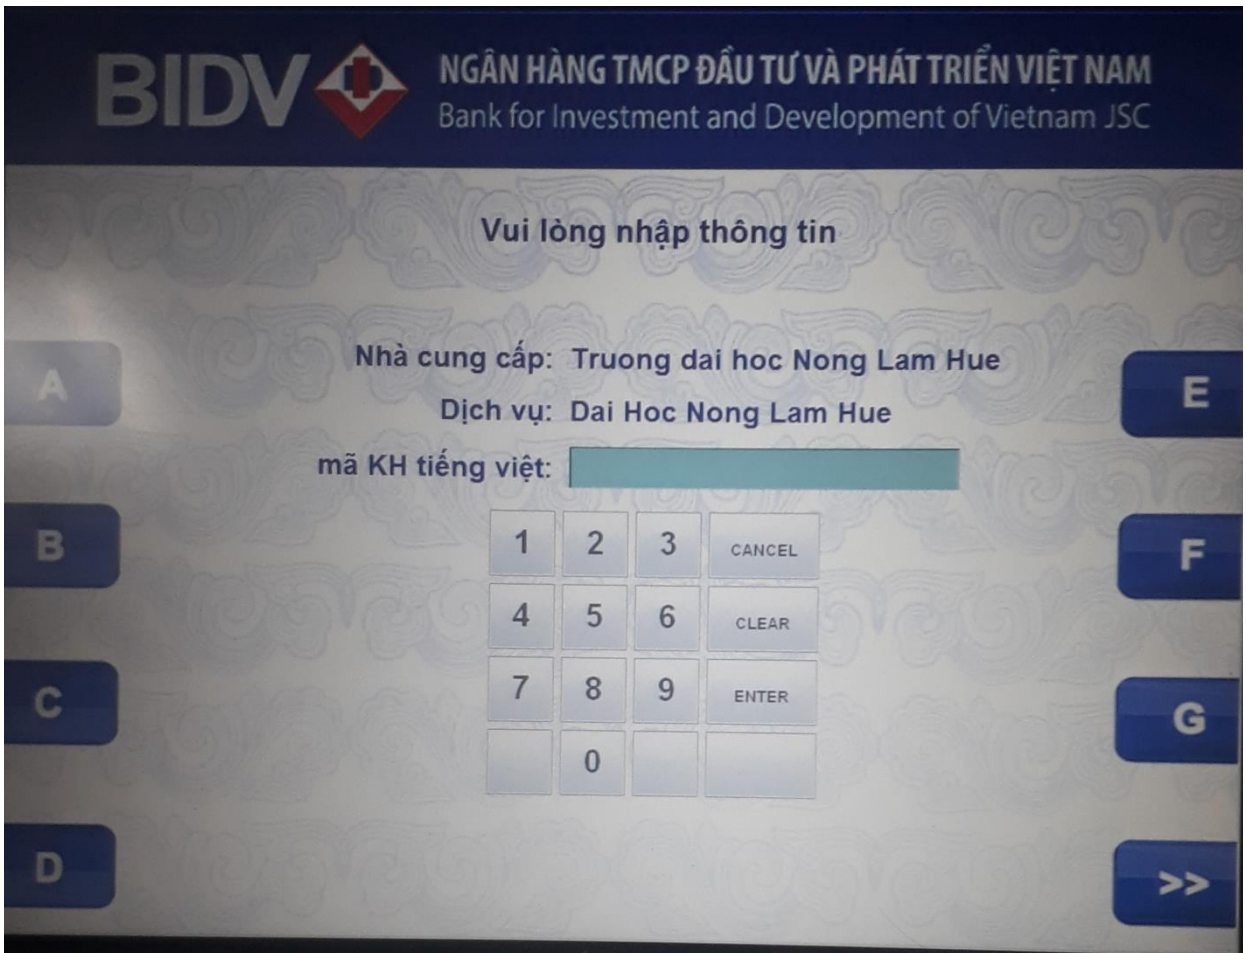 BIDV
NGÂN HÀNG TMCP ĐẦU TƯ VÀ PHÁT TRIỂN VIỆT NAM
Bank for Investment and Development of Vietnam JSC
Vui lòng nhập thông tin
Nhà cung cấp: Truong dai hoc Nong Lam Hue
Dịch vụ: Dai Hoc Nong Lam Hue
mã KH tiếng việt:
A
E
B
F
C
G
D
>>
1 2 3 CANCEL
4 5 6 CLEAR
7 8 9 ENTER
0